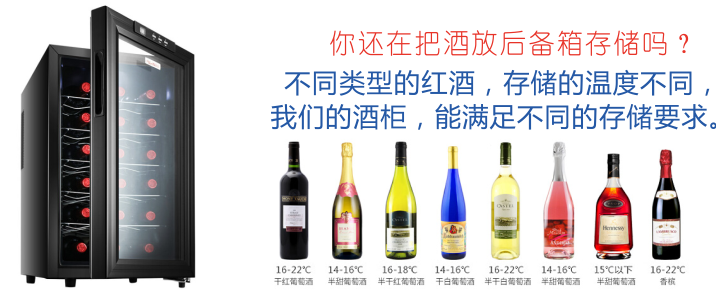 你还在把酒放后备箱存储吗？
不同类型的红酒，存储的温度不同，
我们的酒柜，能满足不同的存储要求。
Hennessy
16-22℃ 14-16℃ 16-18℃ 14-16℃ 16-22℃ 14-16℃ 15℃以下 16-22℃
干红葡萄酒 半甜葡萄酒 半干红葡萄酒 干白葡萄酒 半干白葡萄酒 半甜葡萄酒 半甜葡萄酒 香槟